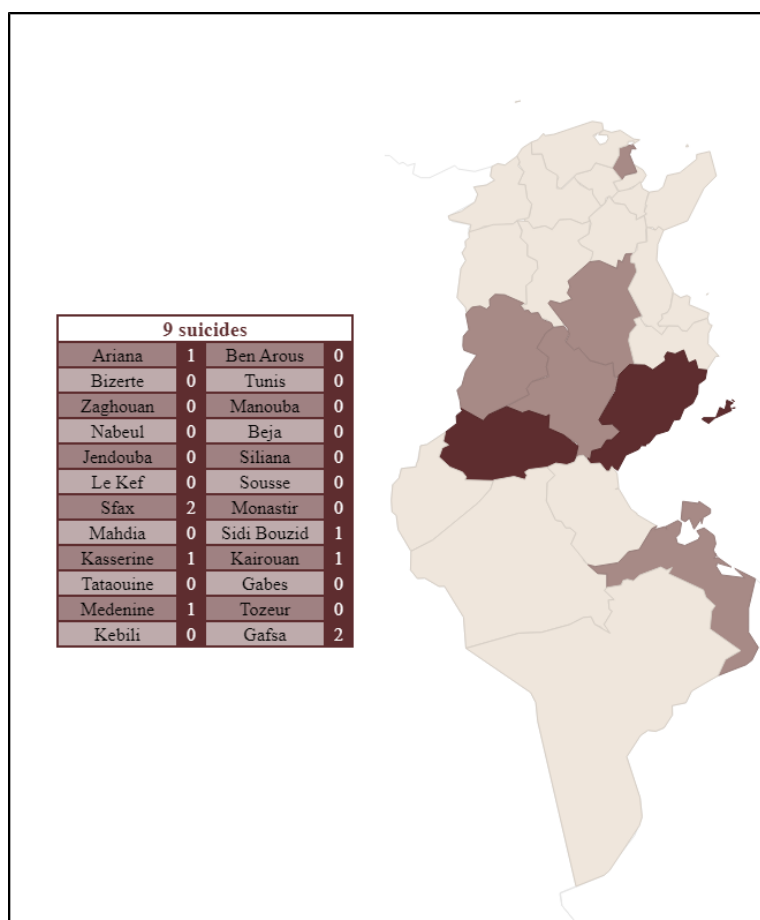 9 suicides
Ariana 1 Ben Arous 0
Bizerte 0 Tunis 0
Zaghouan 0 Manouba 0
Nabeul 0 Beja 0
Jendouba 0 Siliana 0
Le Kef 0 Sousse 0
Sfax 2 Monastir 0
Mahdia 0 Sidi Bouzid 1
Kasserine 1 Kairouan 1
Tataouine 0 Gabes 0
Medenine 1 Tozeur 0
Kebili 0 Gafsa 2